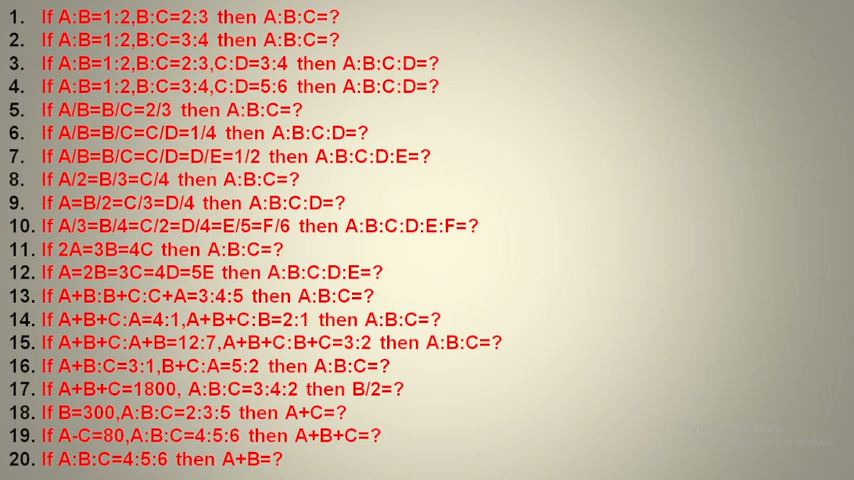 1. If A:B=1:2,B:C=2:3 then A:B:C=?
2. If A:B=1:2,B:C=3:4 then A:B:C=?
3. If A:B=1:2,B:C=2:3,C:D=3:4 then A:B:C:D=?
4. If A:B=1:2,B:C=3:4,C:D=5:6 then A:B:C:D=?
5. If A/B=B/C=2/3 then A:B:C=?
6. If A/B=B/C=C/D=1/4 then A:B:C:D=?
7. If A/B=B/C=C/D=D/E=1/2 then A:B:C:D:E=?
8. If A/2=B/3=C/4 then A:B:C=?
9. If A=B/2=C/3=D/4 then A:B:C:D=?
10. If A/3=B/4=C/2=D/4=E/5=F/6 then A:B:C:D:E:F=?
11. If 2A=3B=4C then A:B:C=?
12. If A=2B=3C=4D=5E then A:B:C:D:E=?
13. If A+B:B+C:C+A=3:4:5 then A:B:C=?
14. If A+B+C:A=4:1,A+B+C:B=2:1 then A:B:C=?
15. If A+B+C:A+B=12:7,A+B+C:B+C=3:2 then A:B:C=?
16. If A+B:C=3:1,B+C:A=5:2 then A:B:C=?
17. If A+B+C=1800, A:B:C=3:4:2 then B/2=?
18. If B=300,A:B:C=2:3:5 then A+C=?
19. If A-C=80,A:B:C=4:5:6 then A+B+C=?
20. If A:B:C=4:5:6 then A+B=?